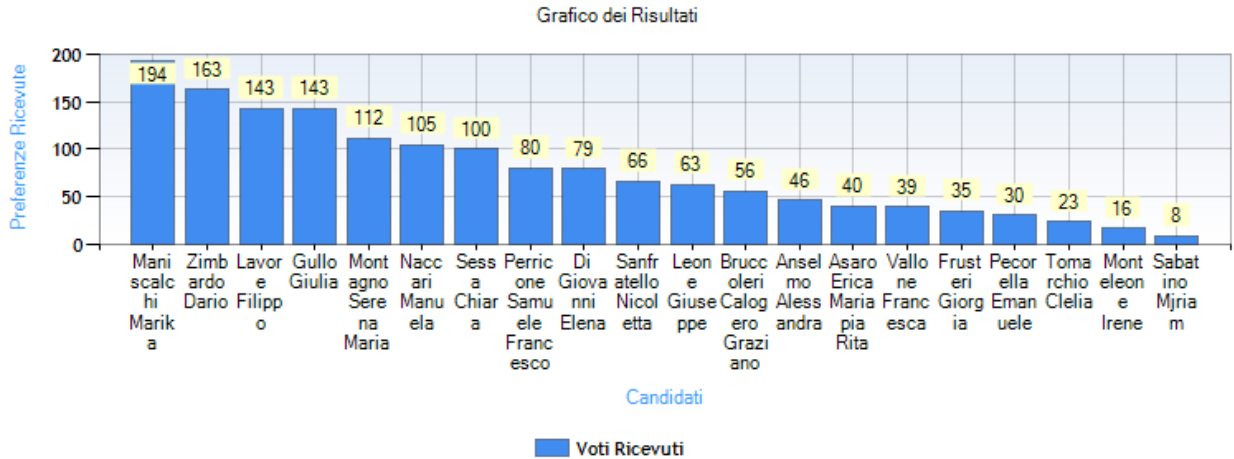 Grafico dei Risultati
Preferenze Ricevute
200
150
100
50
0
194
163
143
143
112
105
100
80
79
66
63
56
46
40
39
35
30
23
16
8
Mani
scalc
hi
Marik
a
Zimb
ardo
Dario
Lavor
e
Filipp
o
Gullo
Giulia
Mont
agno
Sere
na
Maria
Nacc
ari
Manu
ela
Sess
a
Chiar
a
Perric
one
Samu
ele
Franc
esco
Di
Giova
nni
Elena
Sanfr
atello
Nicol
etta
Leon
e
Giuse
ppe
Brucc
oleri
Calog
ero
Grazi
ano
Ansel
mo
Aless
andra
Asaro
Erica
Maria
pia
Rita
Vallo
ne
Franc
esca
Frust
eri
Giorg
ia
Pecor
ella
Eman
uele
Toma
rchio
Clelia
Mont
eleon
e
Irene
Sabat
ino
Mjria
m
Candidati
Voti Ricevuti